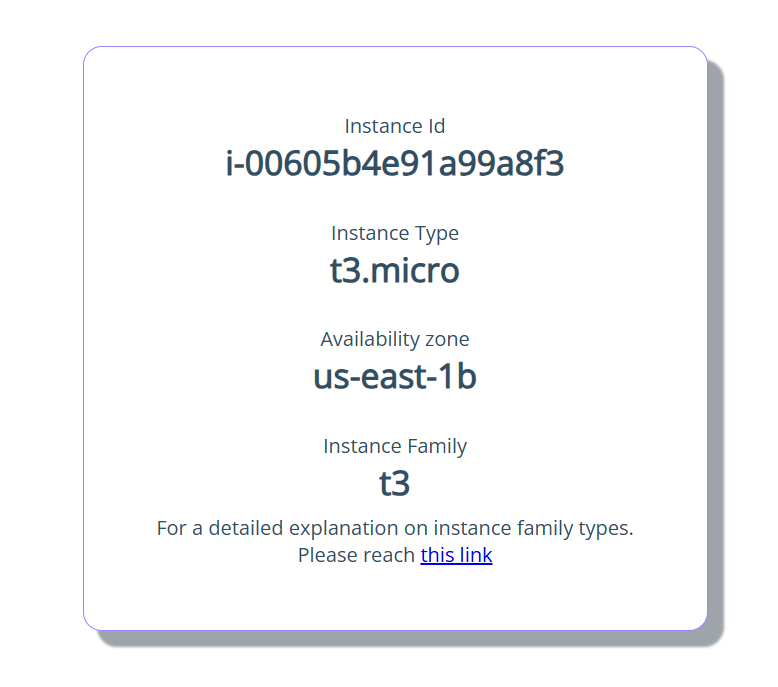 Instance Id
i-00605b4e91a99a8f3
Instance Type
t3.micro
Availability zone
us-east-1b
Instance Family
t3
For a detailed explanation on instance family types.
Please reach this link